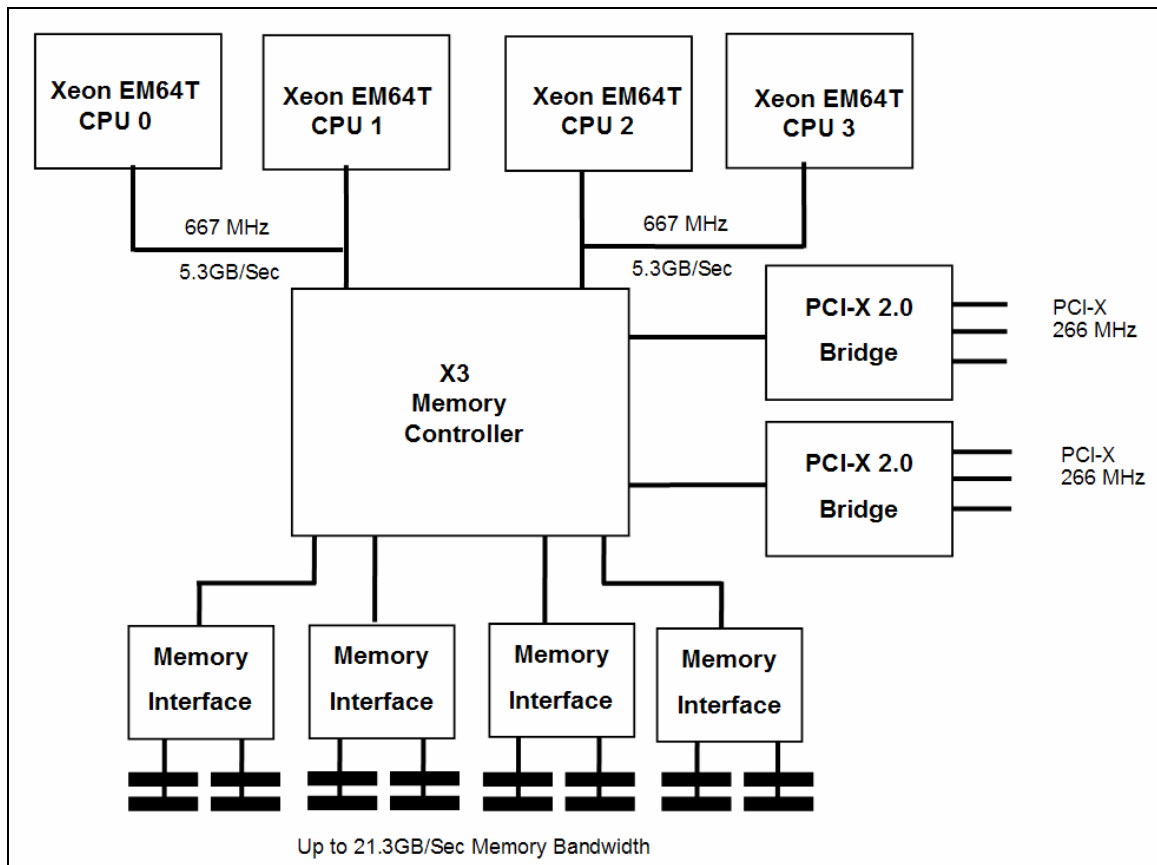 Xeon EM64T
CPU 0
Xeon EM64T
CPU 1
Xeon EM64T
CPU 2
Xeon EM64T
CPU 3
667 MHz
5.3GB/Sec
667 MHz
5.3GB/Sec
X3
Memory
Controller
PCI-X 2.0
Bridge
PCI-X
266 MHz
PCI-X 2.0
Bridge
PCI-X
266 MHz
Memory
Interface
Memory
Interface
Memory
Interface
Memory
Interface
Up to 21.3GB/Sec Memory Bandwidth